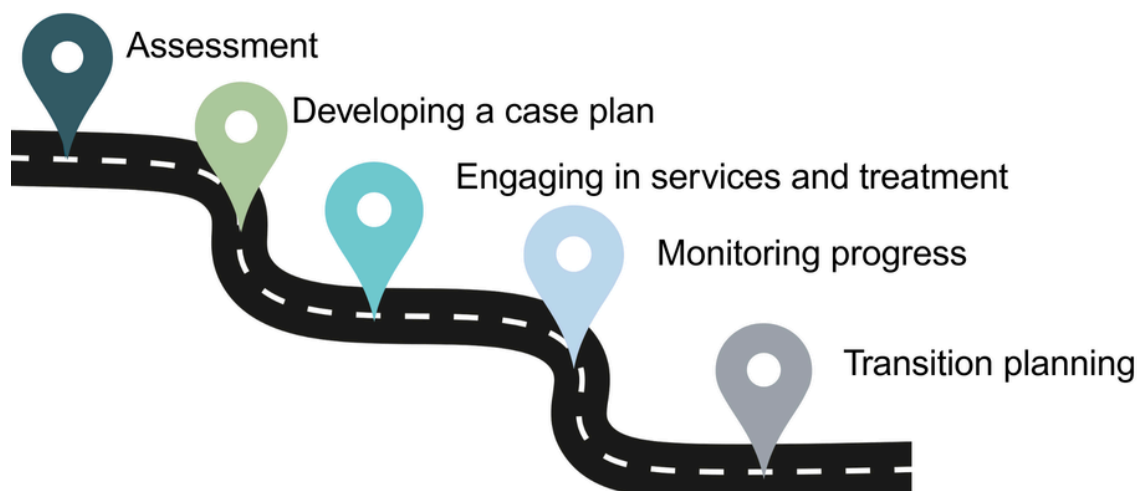 Assessment
Developing a case plan
Engaging in services and treatment
Monitoring progress
Transition planning